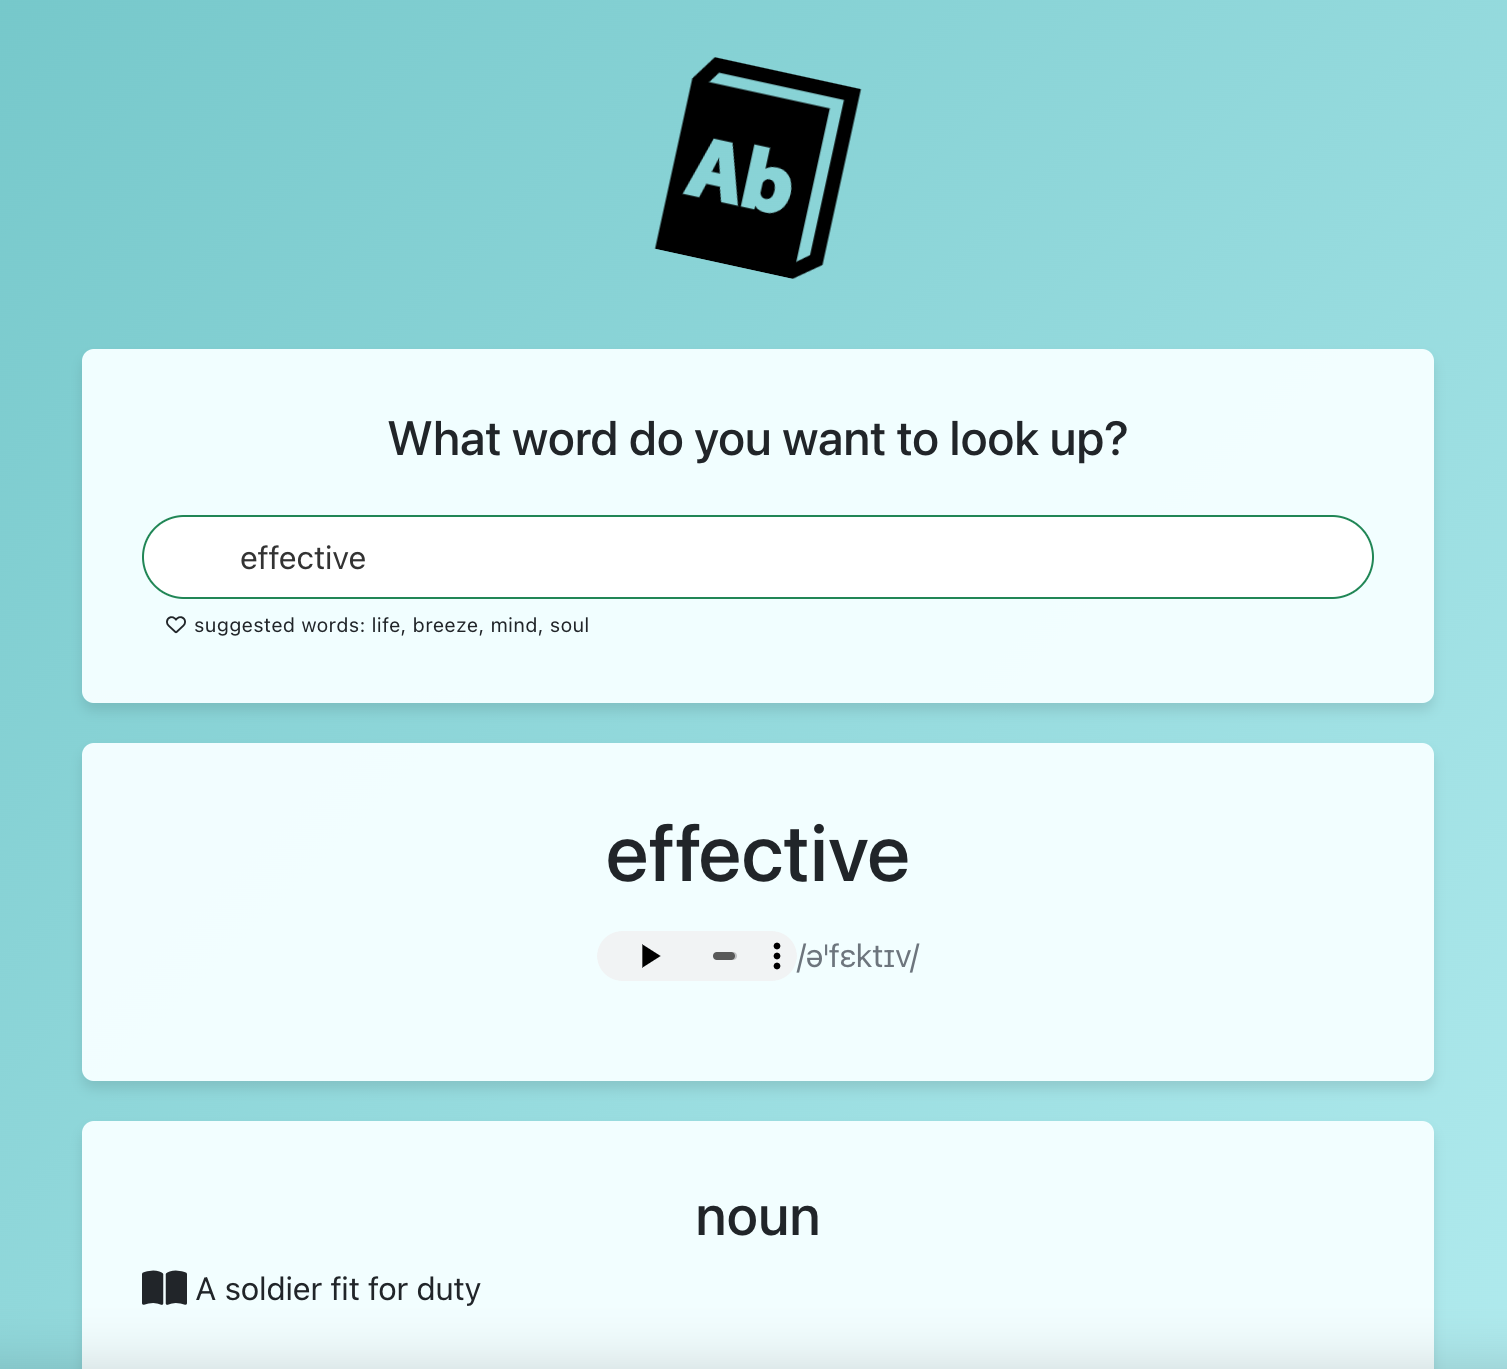 Ab
What word do you want to look up?
effective
suggested words: life, breeze, mind, soul
effective
/əˈfɛktɪv/
noun
A soldier fit for duty